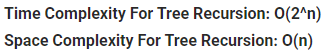 Time Complexity For Tree Recursion: O(2^n)
Space Complexity For Tree Recursion: O(n)